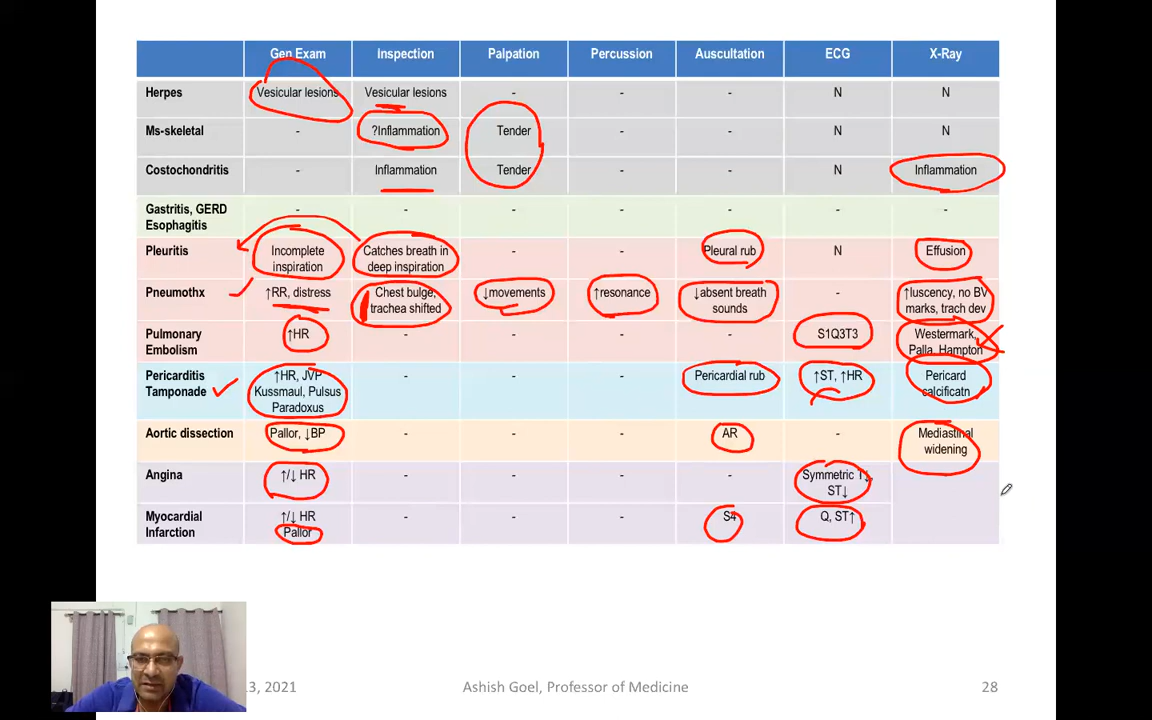 Gen Exam Inspection Palpation Percussion Auscultation ECG X-Ray
Herpes Vesicular lesions Vesicular lesions - - - N N
Ms-skeletal - ?Inflammation Tender - - N N
Costochondritis - Inflammation Tender - - N Inflammation
Gastritis, GERD - - - - - - -
Esophagitis
Pleuritis Incomplete Catches breath in - - Pleural rub N Effusion
inspiration deep inspiration
Pneumothx ↑RR, distress Chest bulge, ↓movements ↑resonance ↓absent breath - ↑luscency, no BV
trachea shifted sounds marks, trach dev
Pulmonary ↑HR - - - - S1Q3T3 Westermark,
Embolism Palla, Hampton
Pericarditis ↑HR, JVP - - - Pericardial rub ↑ST, ↑HR Pericard
Tamponade Kussmaul, Pulsus calcificatn
Paradoxus
Aortic dissection Pallor, ↓BP - - - AR - Mediastinal
widening
Angina ↑/↓ HR - - - - Symmetric T↓,
ST↓
Myocardial ↑/↓ HR - - - S4 Q, ST↑
Infarction Pallor
13, 2021 Ashish Goel, Professor of Medicine 28